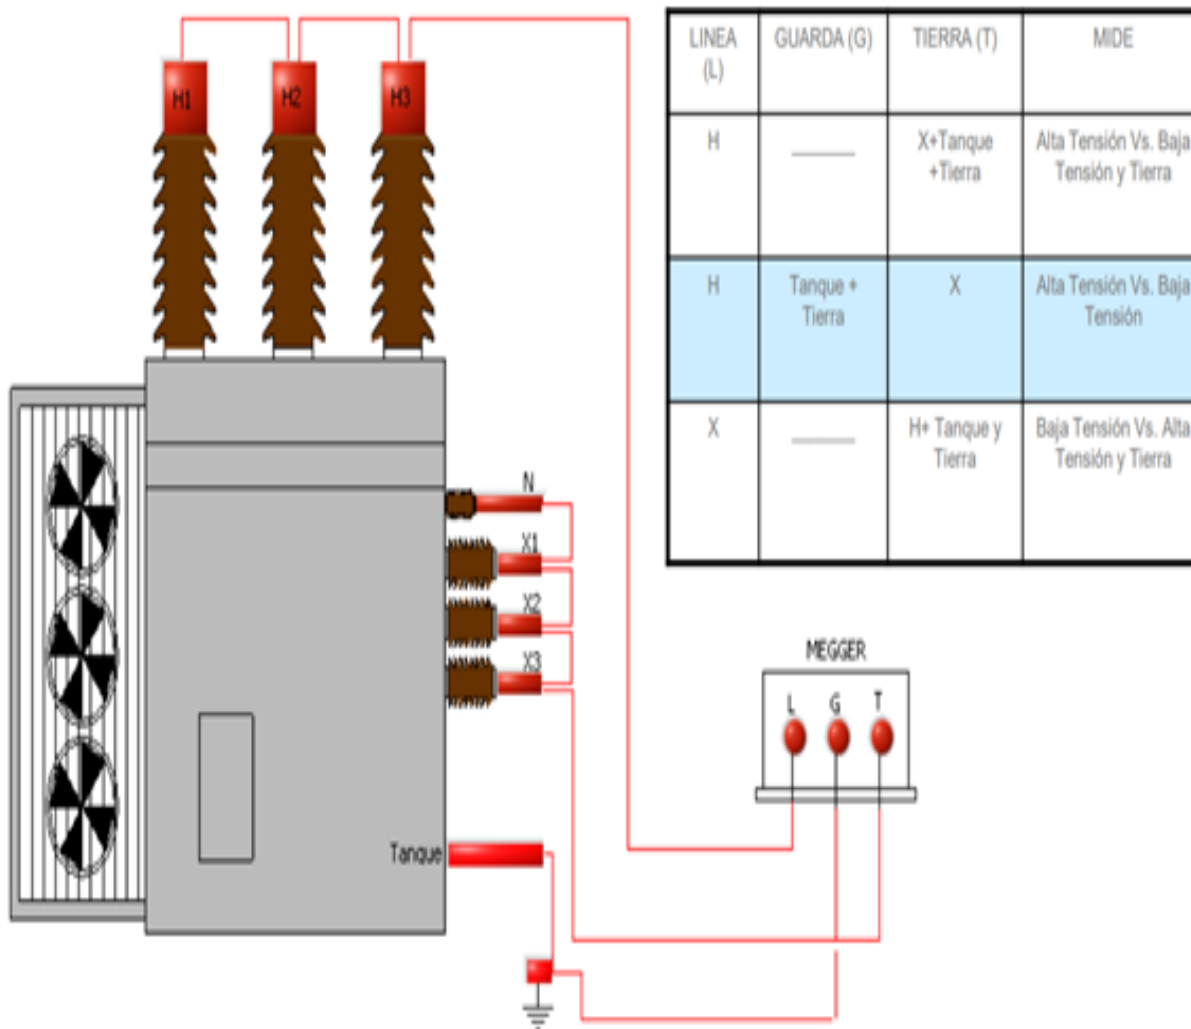 H1
H2
H3
LINEA
(L)
GUARDA (G)
TIERRA (T)
MIDE
H
X+Tanque
+Tierra
Alta Tensión Vs. Baja
Tensión y Tierra
H
Tanque +
Tierra
X
Alta Tensión Vs. Baja
Tensión
X
H+ Tanque y
Tierra
Baja Tensión Vs. Alta
Tensión y Tierra
N
X1
X2
X3
Tanque
MEGGER
L
G
T